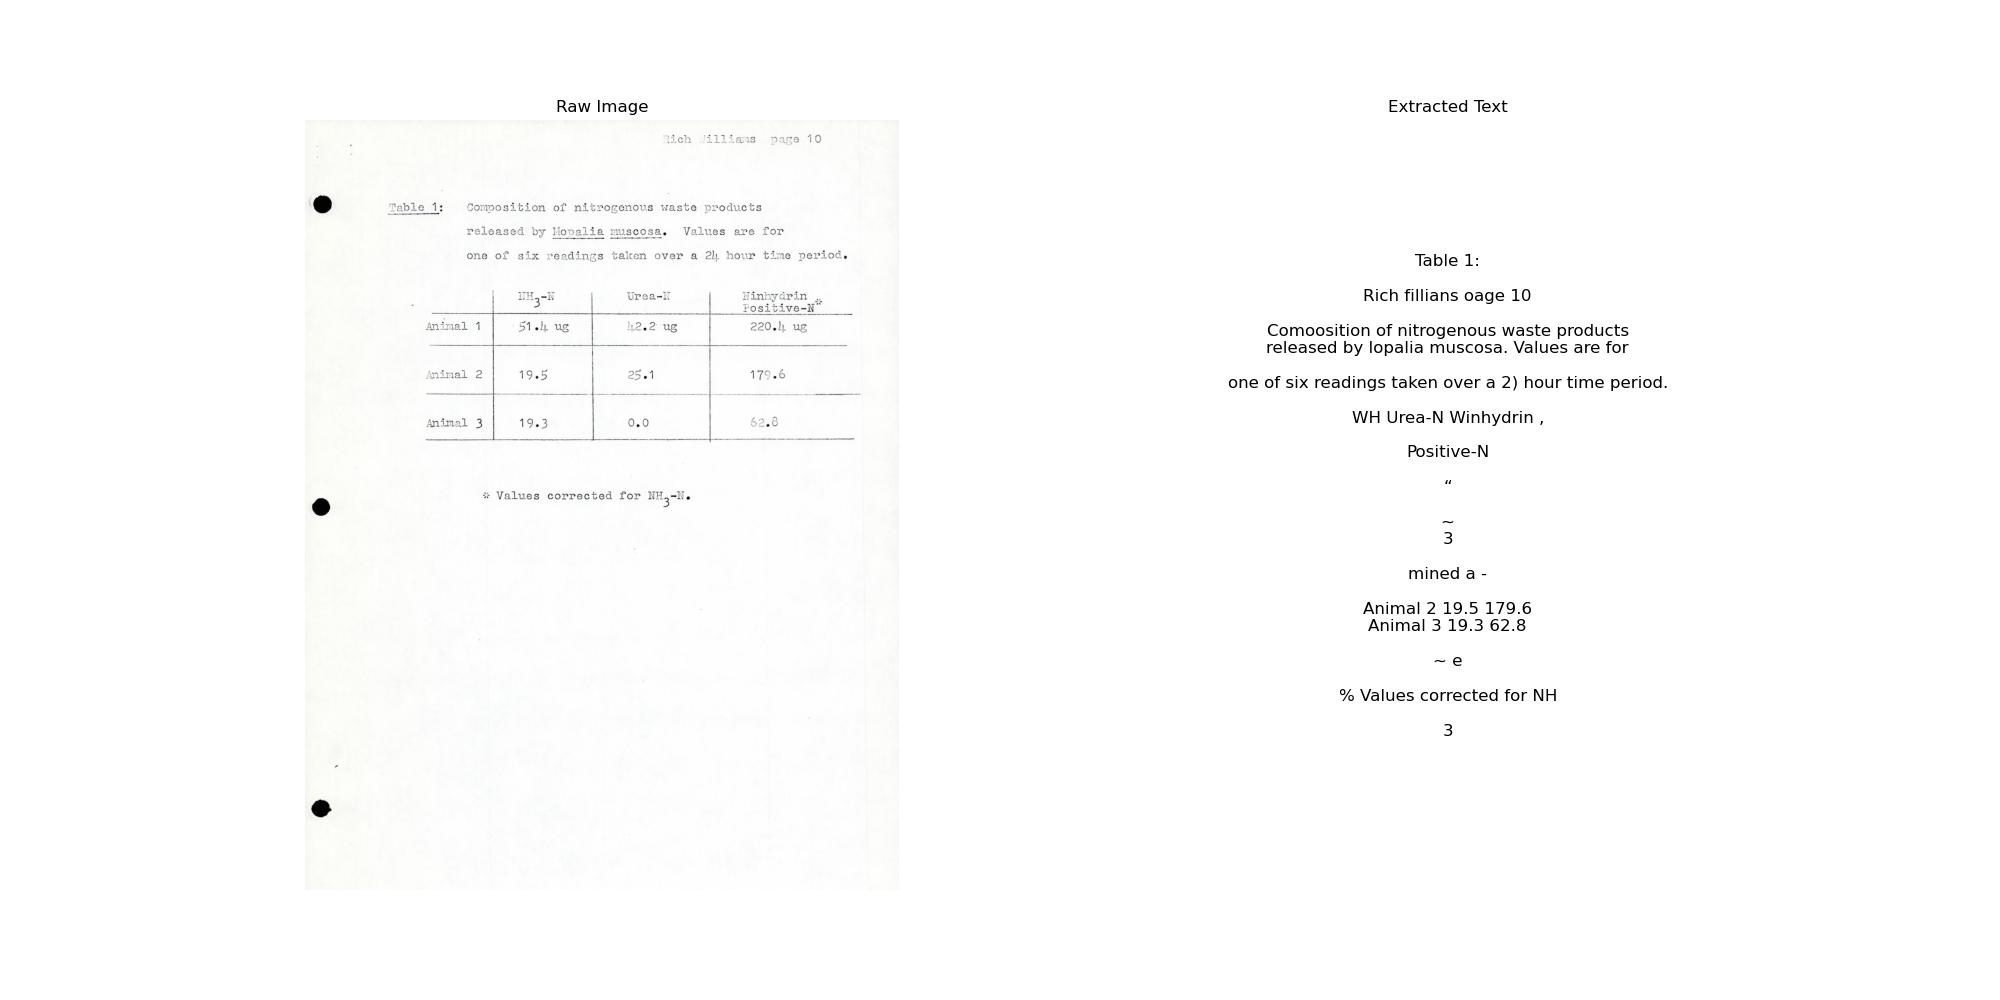 Raw Image
Rich Williams page 10
Table 1: Composition of nitrogenous waste products
released by Mopalia muscosa. Values are for
one of six readings taken over a 24 hour time period.
NH3-N Urea-N Ninhydrin
Positive-N*
Animal 1 51.4 ug 42.2 ug 220.4 ug
Animal 2 19.5 25.1 179.6
Animal 3 19.3 0.0 62.8
* Values corrected for NH3-N.
Extracted Text
Table 1:
Rich fillians oage 10
Comoosition of nitrogenous waste products
released by lopalia muscosa. Values are for
one of six readings taken over a 2) hour time period.
WH Urea-N Winhydrin ,
Positive-N
“
~
3
mined a -
Animal 2 19.5 179.6
Animal 3 19.3 62.8
~ e
% Values corrected for NH
3